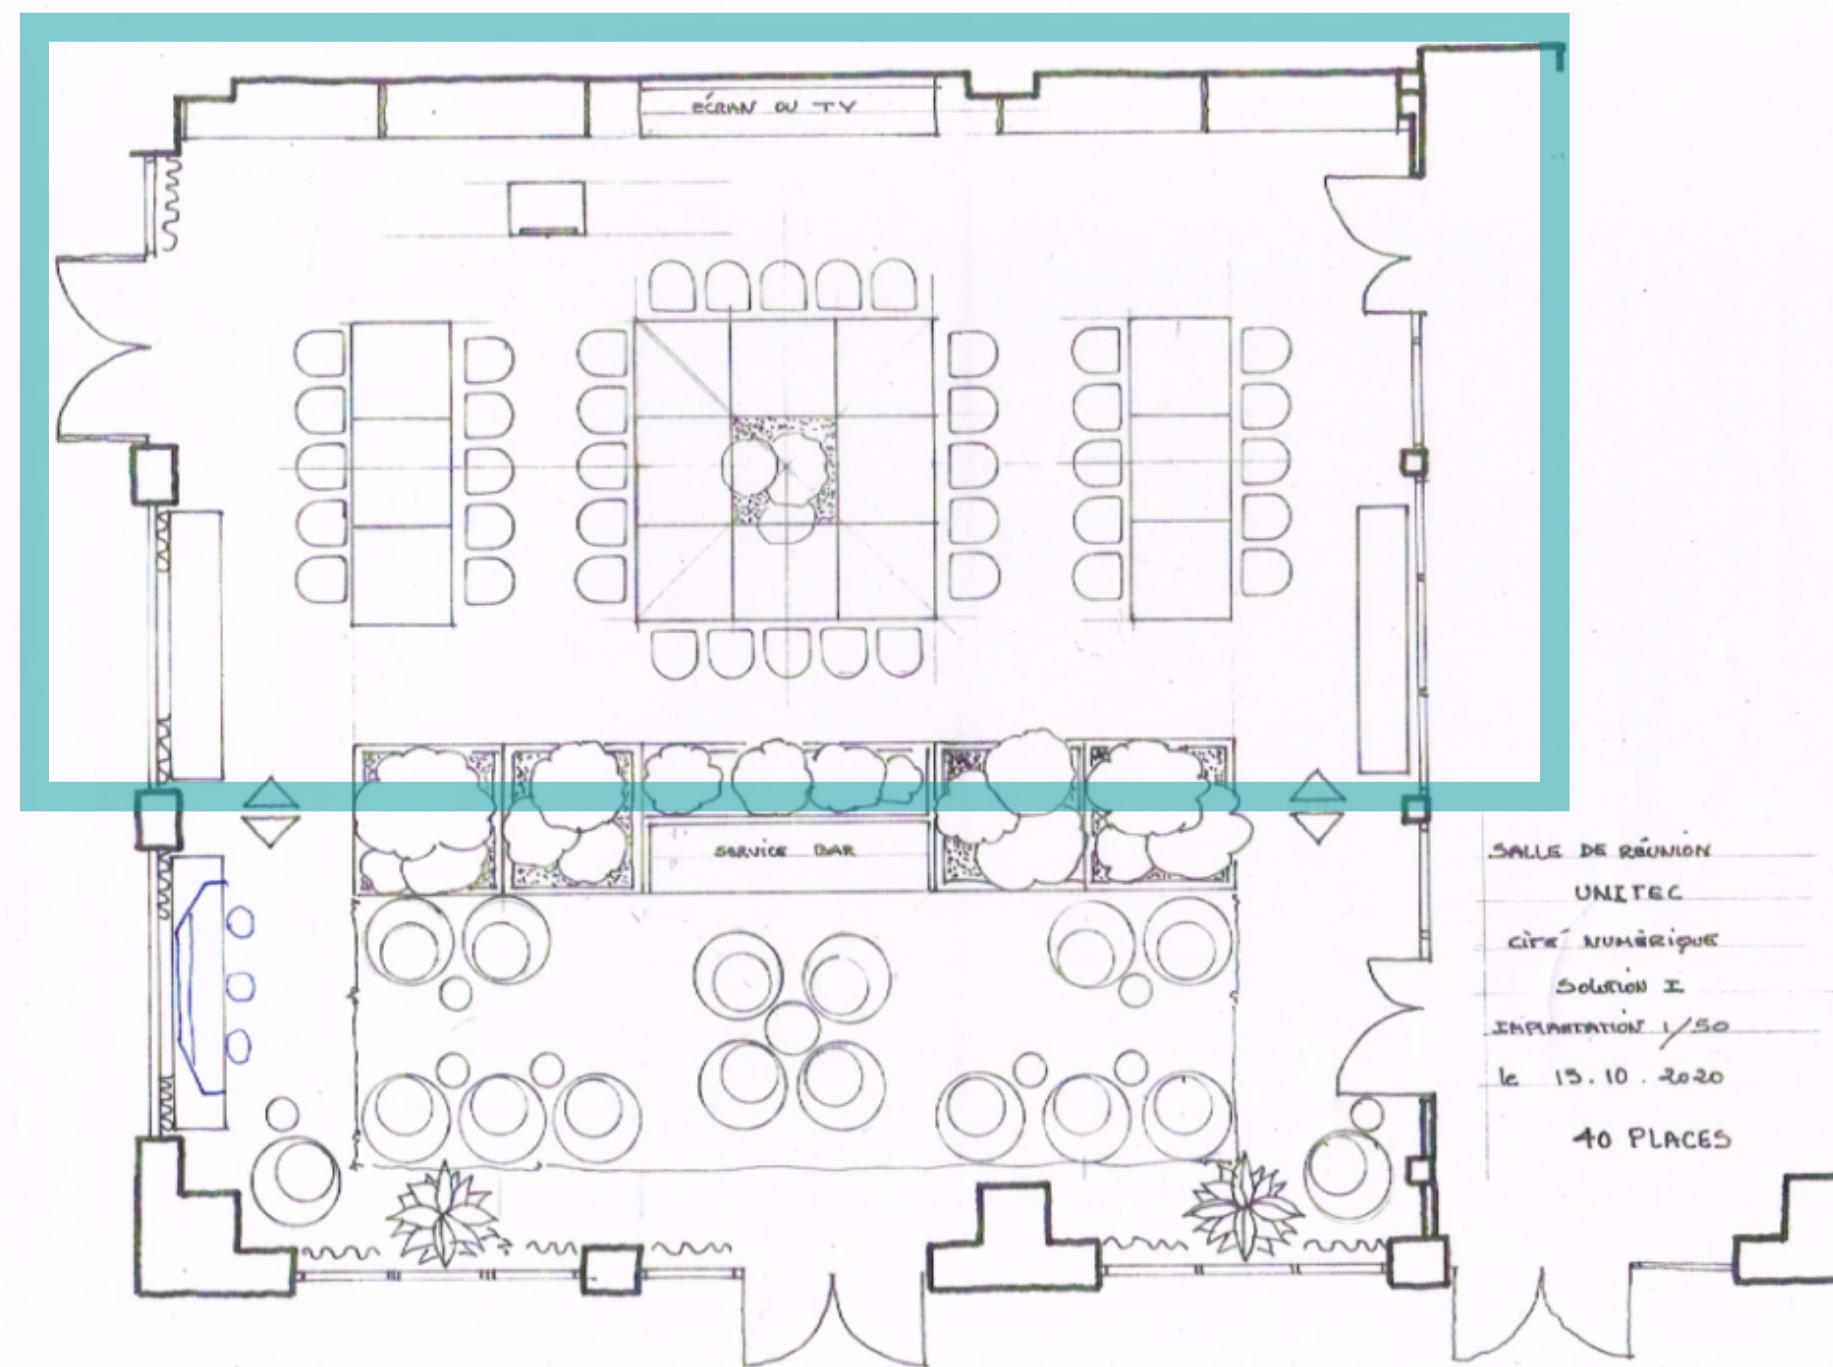 ÉCRAN OU TV
SERVICE BAR
SALLE DE RÉUNION
UNITEC
CITÉ NUMÉRIQUE
SOLUTION I
IMPLANTATION 1/50
le 15.10.2020
40 PLACES